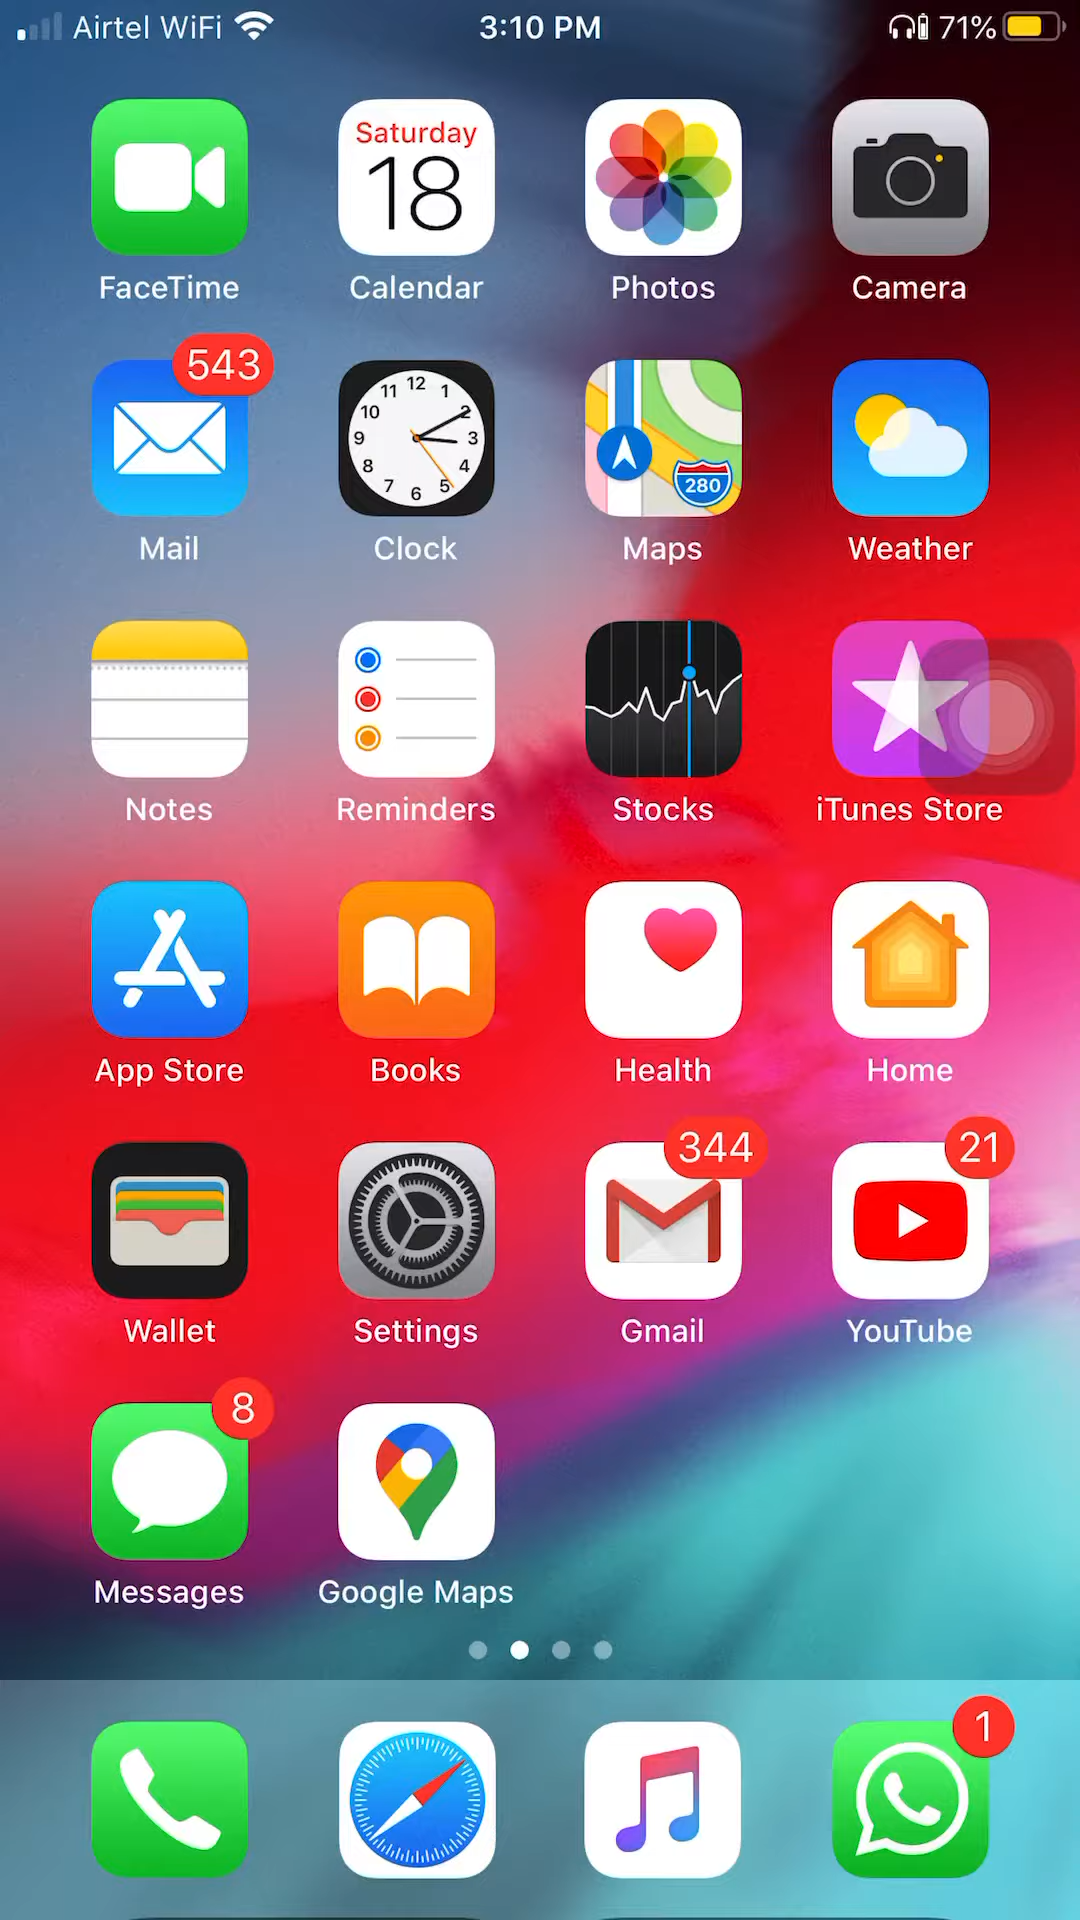 Airtel WiFi 3:10 PM 71%
Saturday
18
FaceTime Calendar Photos Camera
543
12
11 1
10 2
9 3
8 4
7 5
6
280
Mail Clock Maps Weather
Notes Reminders Stocks iTunes Store
App Store Books Health Home
344 21
Wallet Settings Gmail YouTube
8
Messages Google Maps
1